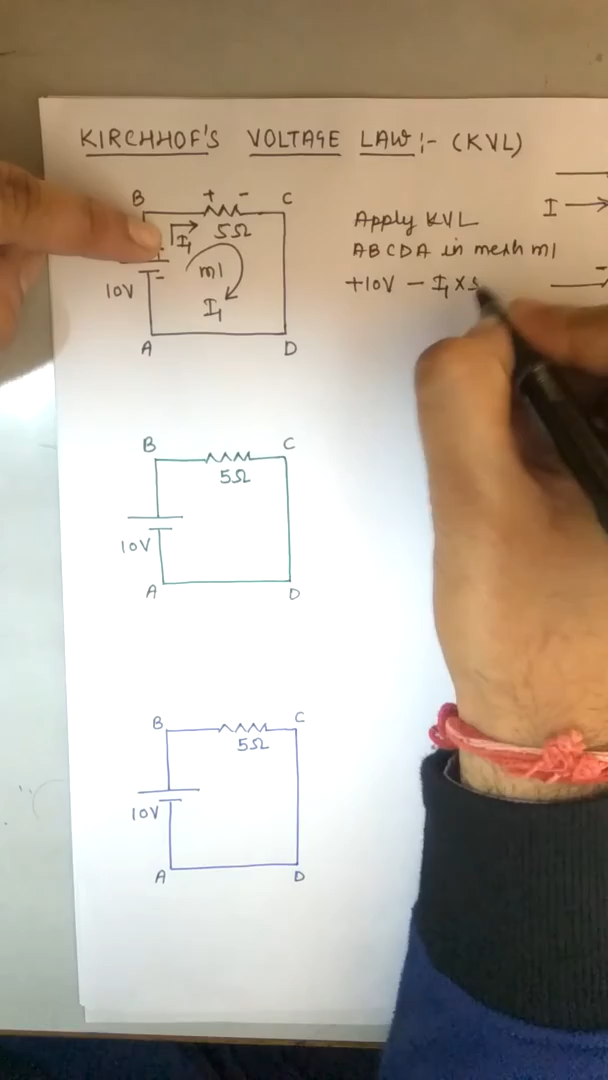 KIRCHHOF'S VOLTAGE LAW :- (KVL)
B + - C
I₁ 5Ω
m1
10V
I₁
A D
Apply KVL
ABCDA in mesh m1
+10V - I₁ ×
I →
B C
5Ω
10V
A D
B C
5Ω
10V
A D